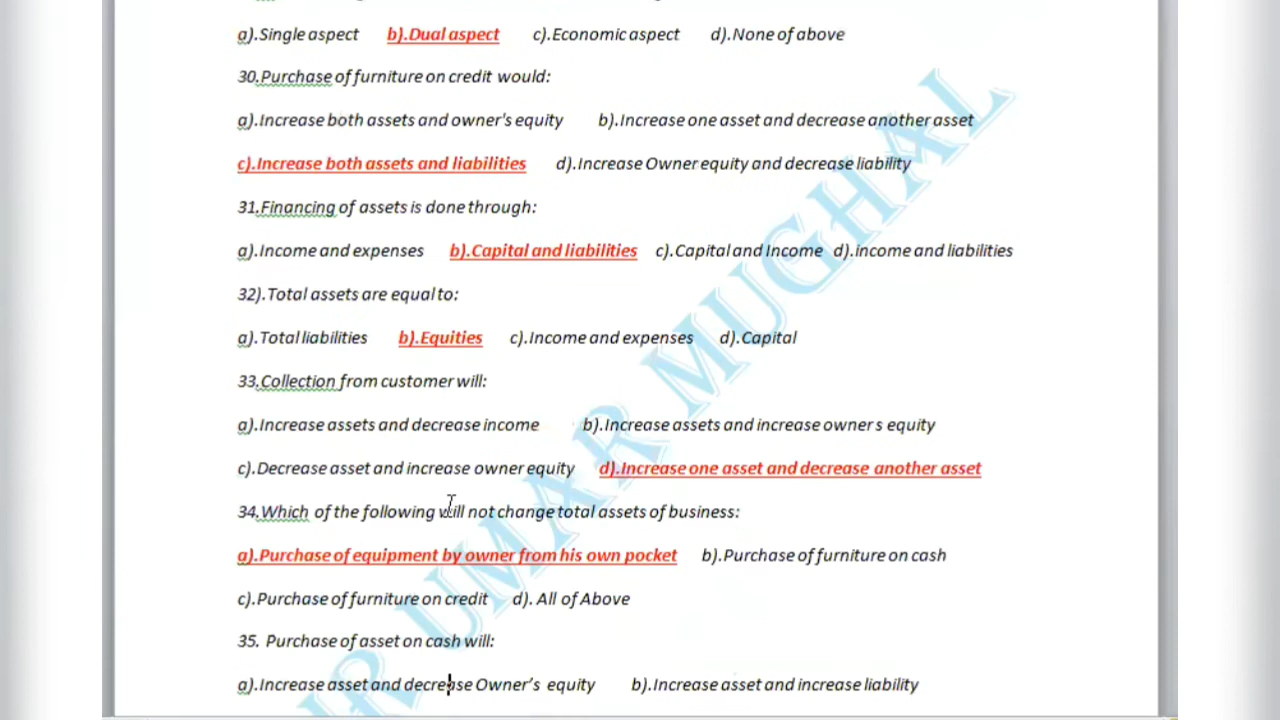 a).Single aspect b).Dual aspect c).Economic aspect d).None of above
30.Purchase of furniture on credit would:
a).Increase both assets and owner's equity b).Increase one asset and decrease another asset
c).Increase both assets and liabilities d).Increase Owner equity and decrease liability
31.Financing of assets is done through:
a).Income and expenses b).Capital and liabilities c).Capital and Income d).income and liabilities
32).Total assets are equal to:
a).Total liabilities b).Equities c).Income and expenses d).Capital
33.Collection from customer will:
a).Increase assets and decrease income b).Increase assets and increase owner s equity
c).Decrease asset and increase owner equity d).Increase one asset and decrease another asset
34.Which of the following will not change total assets of business:
a).Purchase of equipment by owner from his own pocket b).Purchase of furniture on cash
c).Purchase of furniture on credit d). All of Above
35. Purchase of asset on cash will:
a).Increase asset and decrease Owner's equity b).Increase asset and increase liability
UMAR MUGHAL